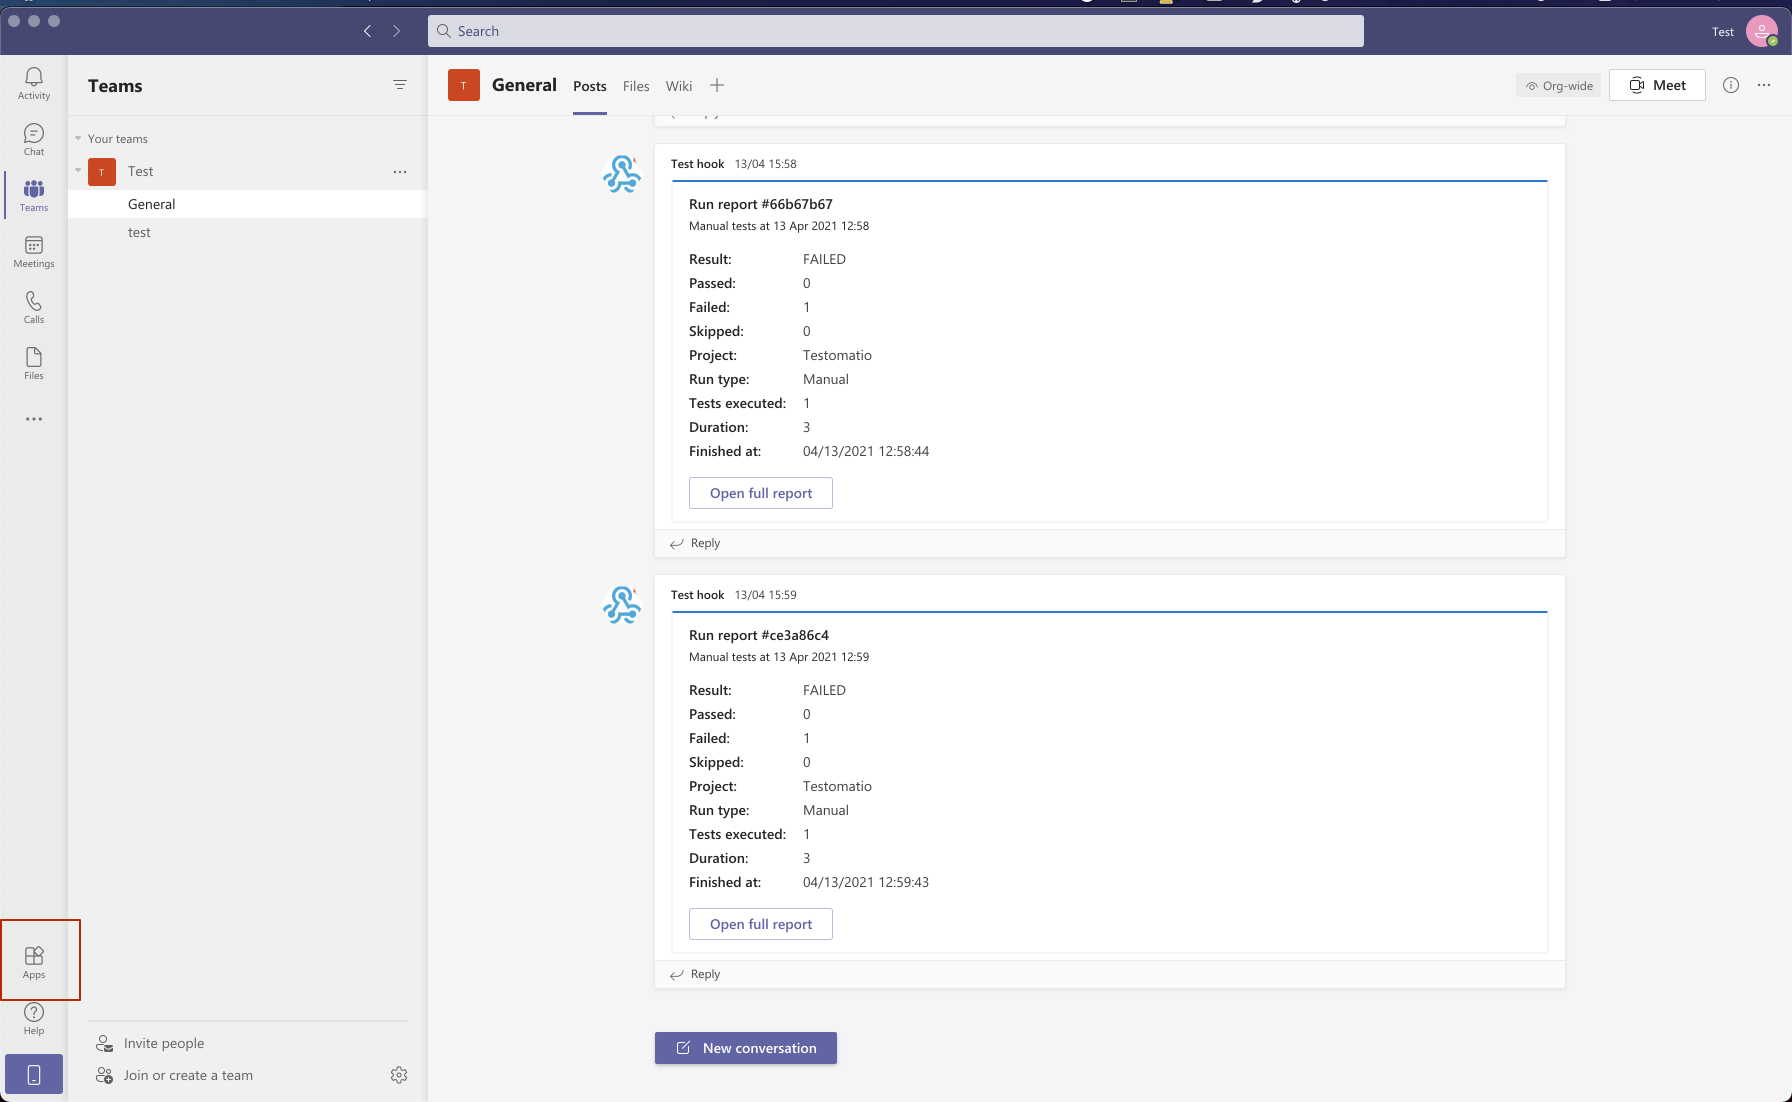 Search
Test
Activity
Chat
Teams
Meetings
Calls
Files
Apps
Help
Teams
Your teams
T Test
General
test
Invite people
Join or create a team
T General Posts Files Wiki
Org-wide
Meet
Test hook 13/04 15:58
Run report #66b67b67
Manual tests at 13 Apr 2021 12:58
Result: FAILED
Passed: 0
Failed: 1
Skipped: 0
Project: Testomatio
Run type: Manual
Tests executed: 1
Duration: 3
Finished at: 04/13/2021 12:58:44
Open full report
Reply
Test hook 13/04 15:59
Run report #ce3a86c4
Manual tests at 13 Apr 2021 12:59
Result: FAILED
Passed: 0
Failed: 1
Skipped: 0
Project: Testomatio
Run type: Manual
Tests executed: 1
Duration: 3
Finished at: 04/13/2021 12:59:43
Open full report
Reply
New conversation